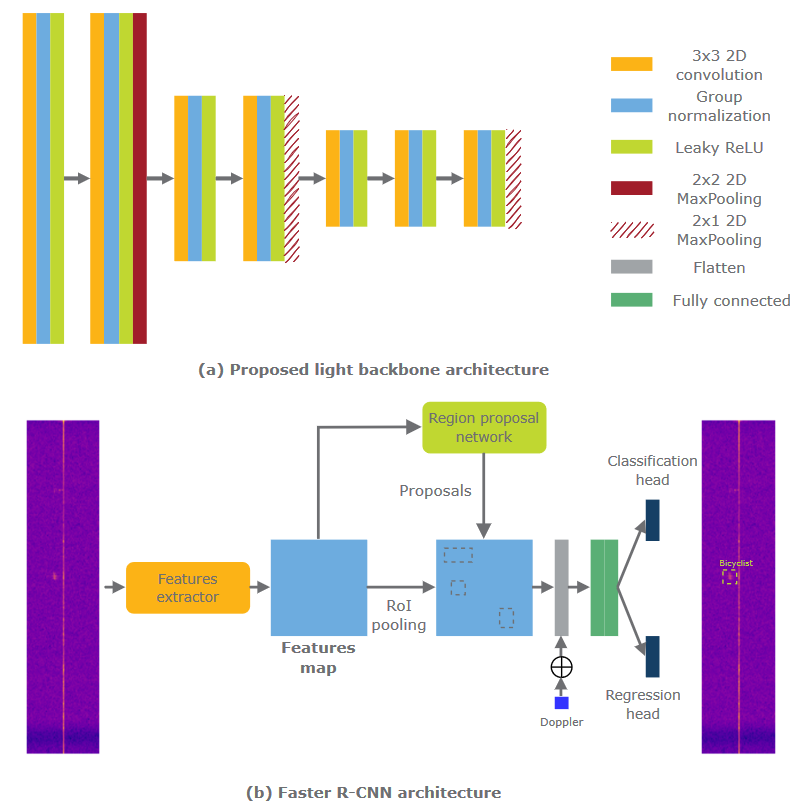 3x3 2D
convolution
Group
normalization
Leaky ReLU
2x2 2D
MaxPooling
2x1 2D
MaxPooling
Flatten
Fully connected
(a) Proposed light backbone architecture
Region proposal
network
Proposals
Classification
head
Features
extractor
Bicyclist
RoI
pooling
Features
map
Regression
head
Doppler
(b) Faster R-CNN architecture